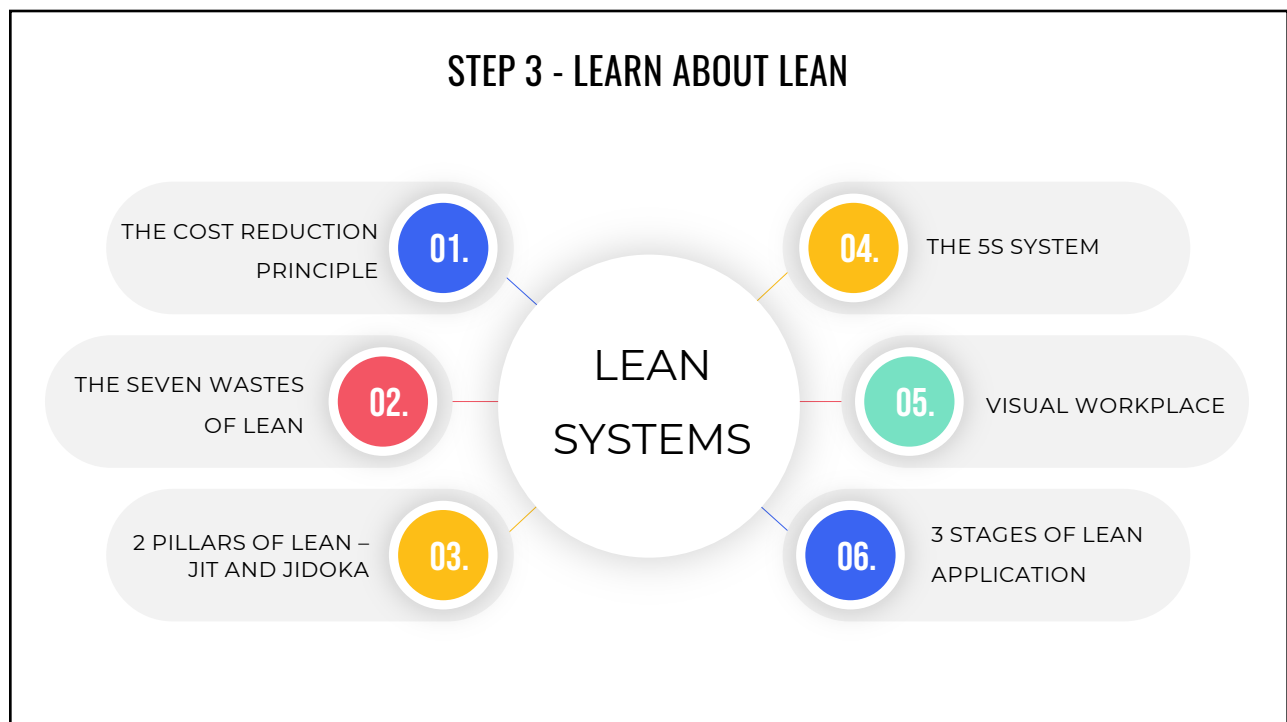 STEP 3 - LEARN ABOUT LEAN
THE COST REDUCTION
PRINCIPLE
01.
THE SEVEN WASTES
OF LEAN
02.
2 PILLARS OF LEAN –
JIT AND JIDOKA
03.
LEAN
SYSTEMS
04.
THE 5S SYSTEM
05.
VISUAL WORKPLACE
06.
3 STAGES OF LEAN
APPLICATION